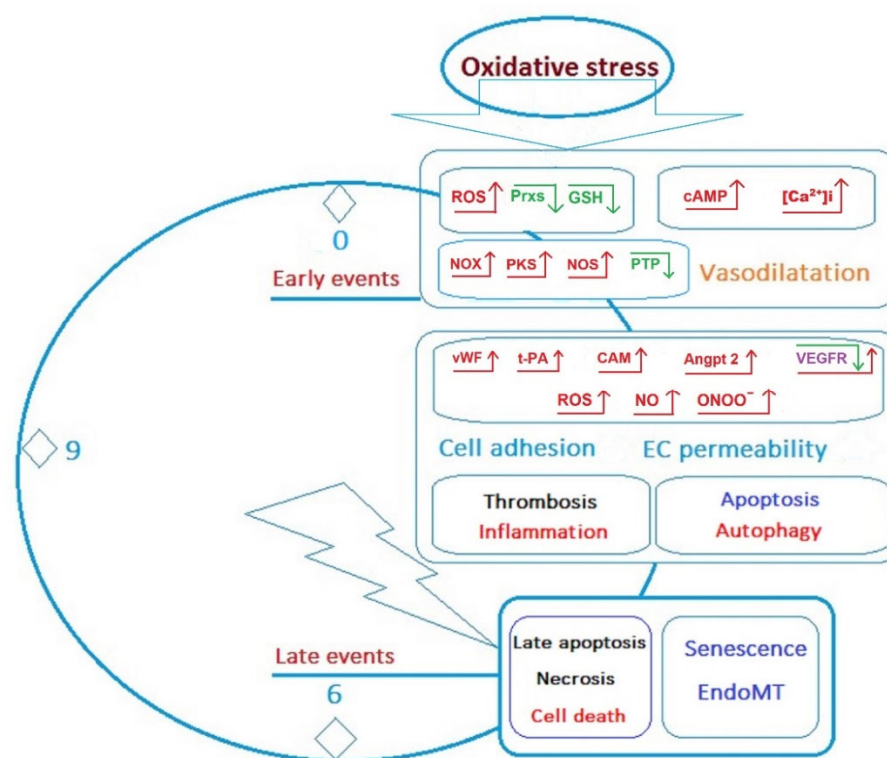 Oxidative stress
ROS Prxs GSH cAMP [Ca²⁺]i
0
NOX PKS NOS PTP
Early events Vasodilatation
vWF t-PA CAM Angpt 2 VEGFR
ROS NO ONOO⁻
9 Cell adhesion EC permeability
Thrombosis Apoptosis
Inflammation Autophagy
Late apoptosis Senescence
Late events
Necrosis EndoMT
6
Cell death